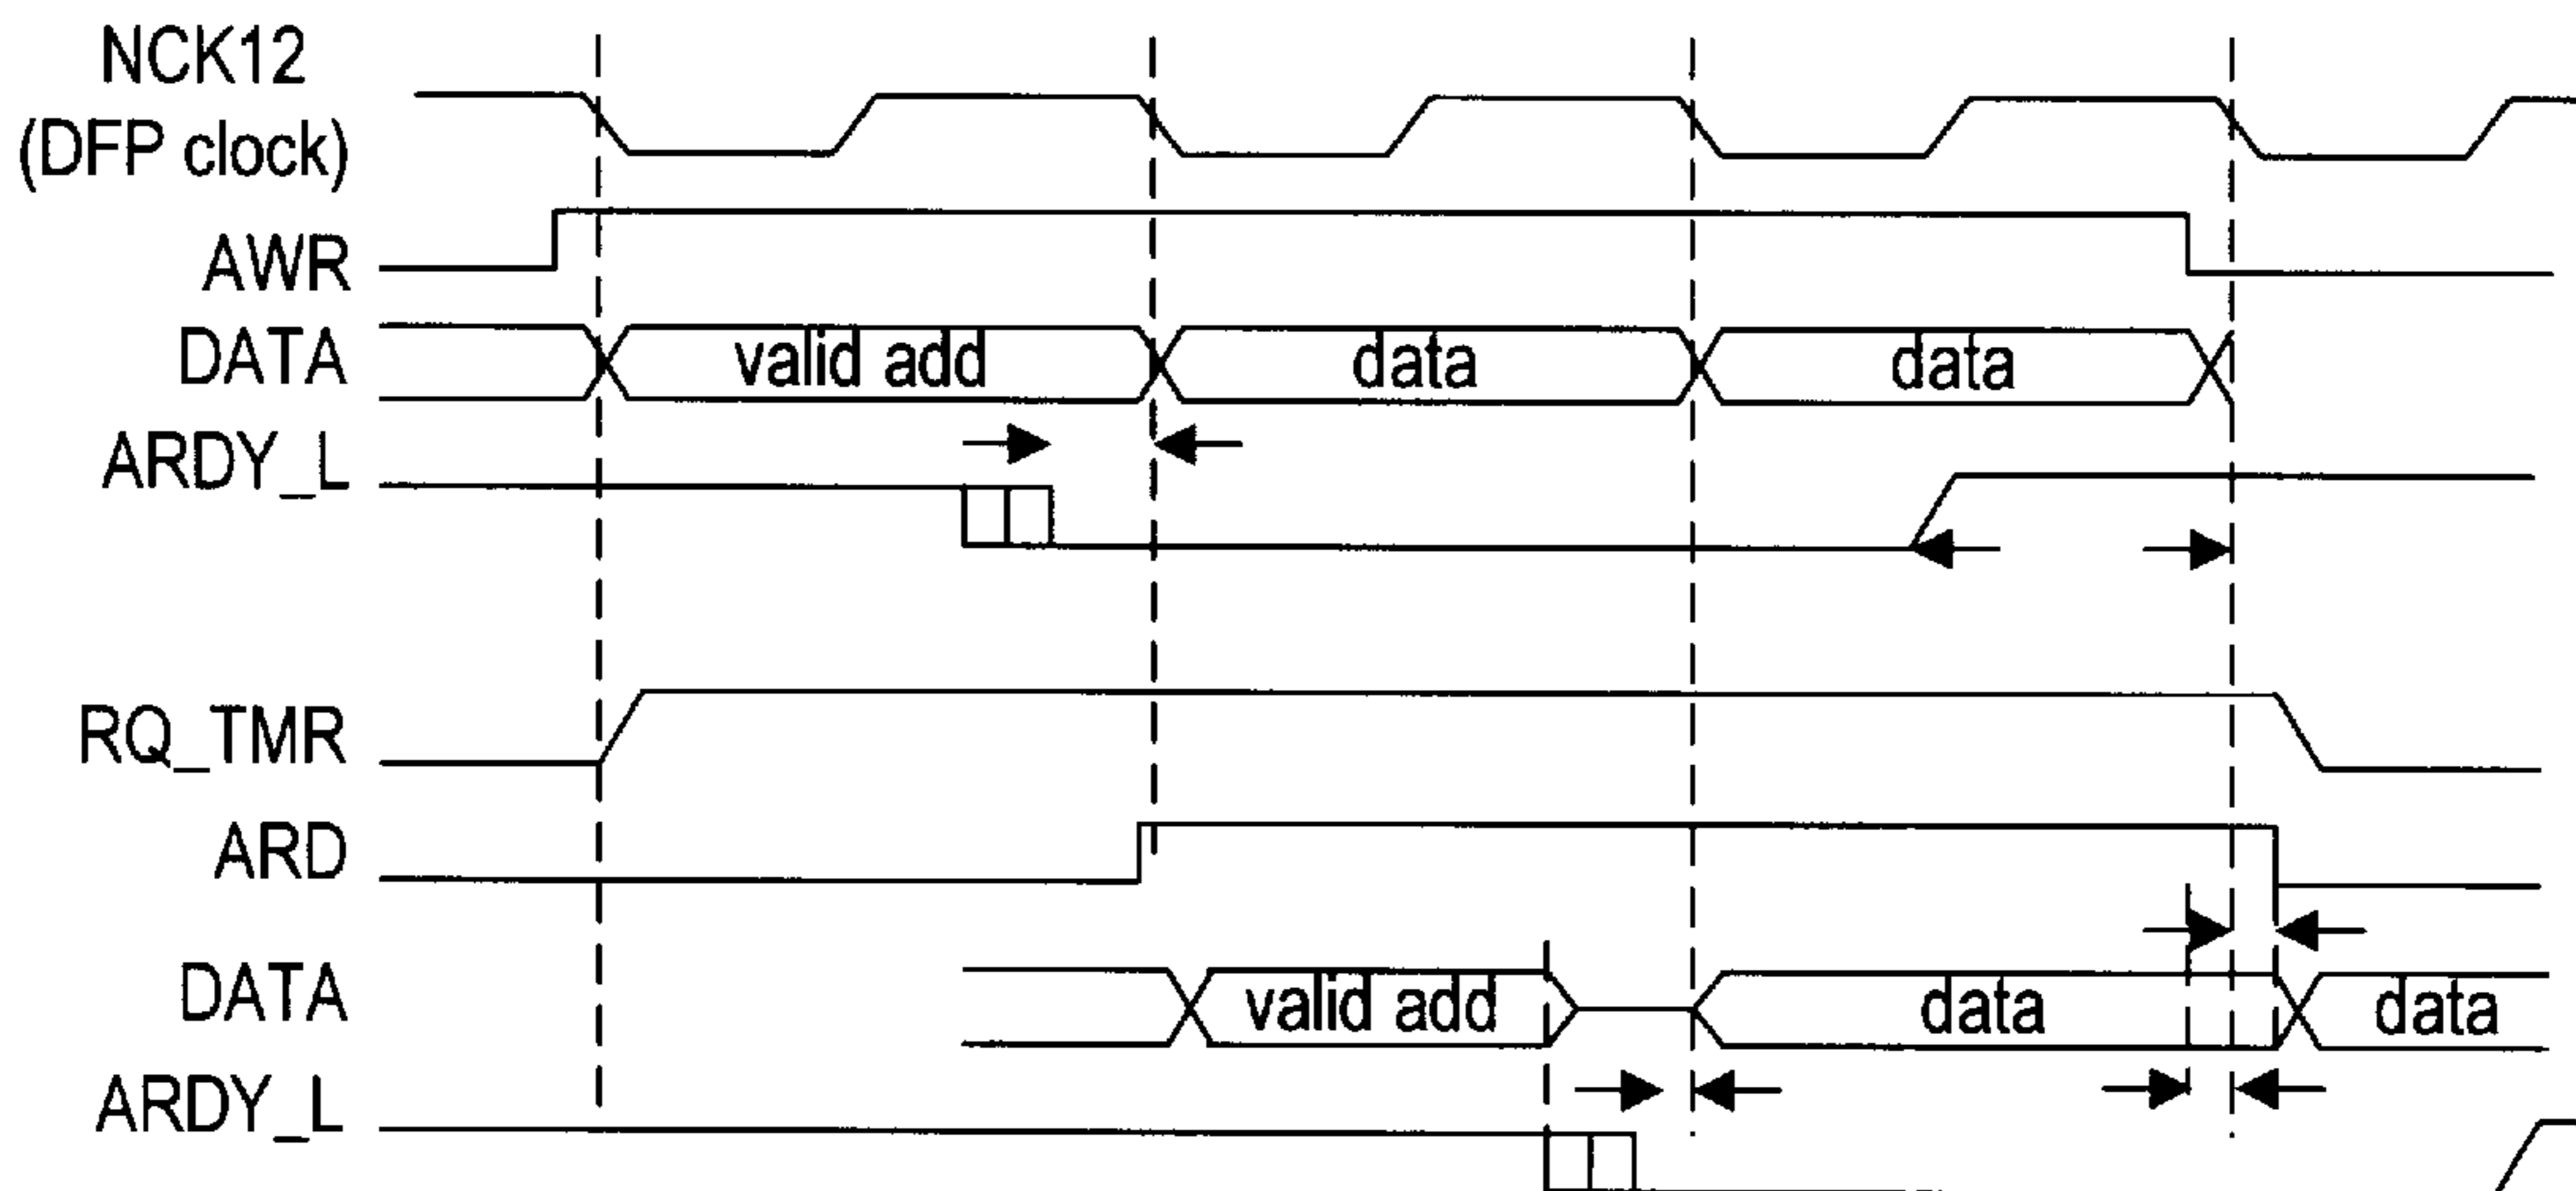 NCK12
(DFP clock)
AWR
DATA
valid add
data
data
ARDY_L
RQ_TMR
ARD
DATA
valid add
data
data
ARDY_L